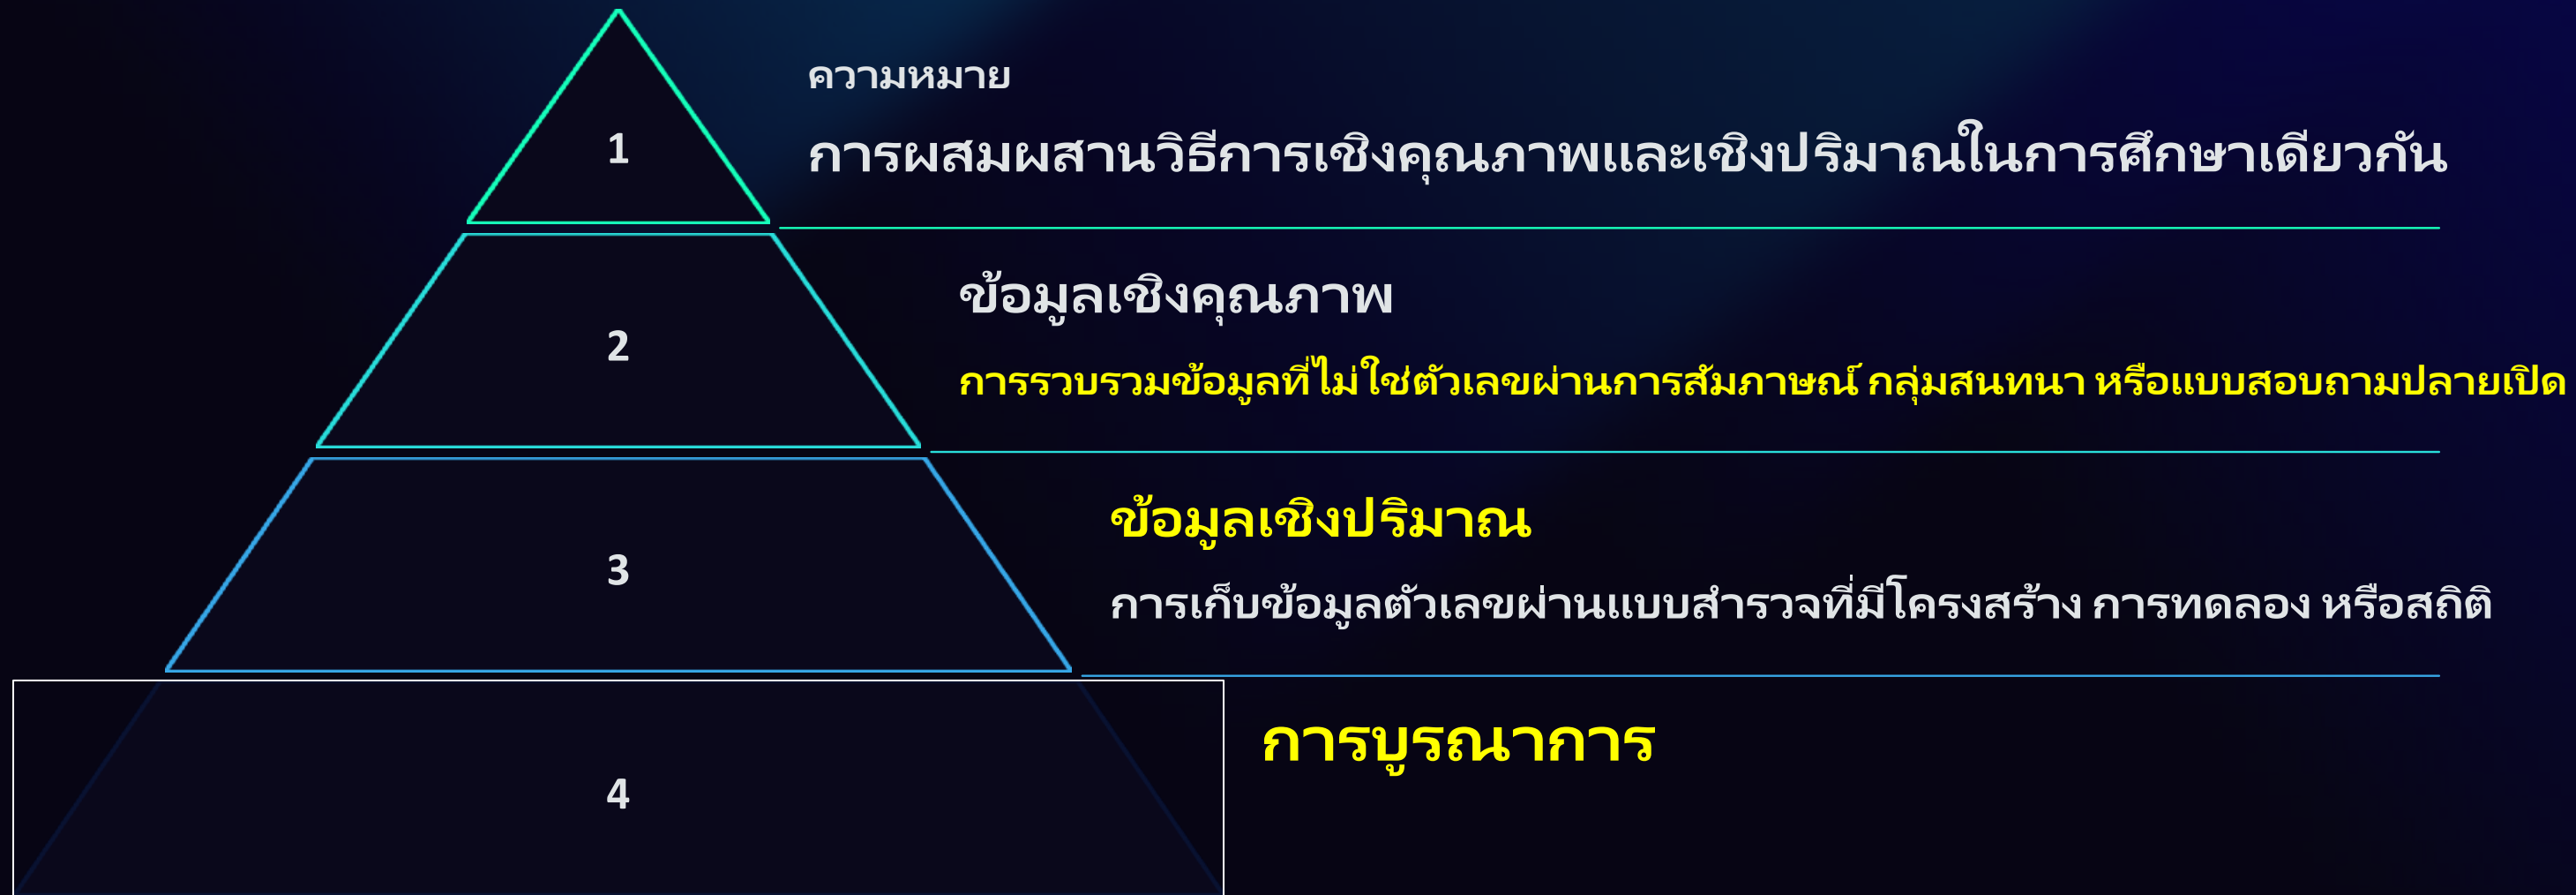 ความหมาย
1
การผสมผสานวิธีการเชิงคุณภาพและเชิงปริมาณในการศึกษาเดียวกัน
ข้อมูลเชิงคุณภาพ
2
การรวบรวมข้อมูลที่ไม่ใช่ตัวเลขผ่านการสัมภาษณ์ กลุ่มสนทนา หรือแบบสอบถามปลายเปิด
ข้อมูลเชิงปริมาณ
3
การเก็บข้อมูลตัวเลขผ่านแบบสำรวจที่มีโครงสร้าง การทดลอง หรือสถิติ
การบูรณาการ
4